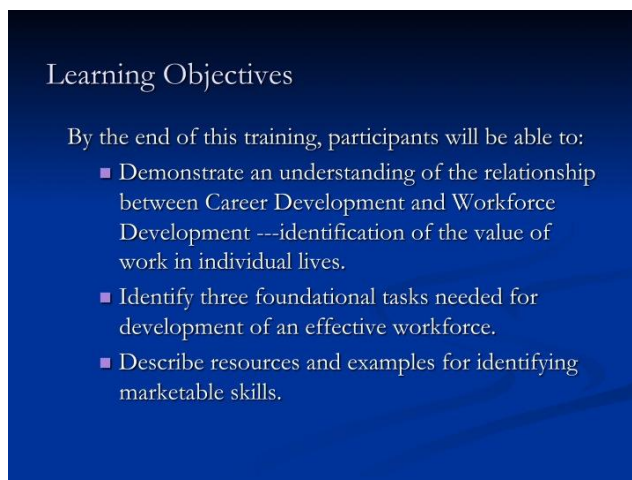 Learning Objectives
By the end of this training, participants will be able to:
Demonstrate an understanding of the relationship
between Career Development and Workforce
Development ---identification of the value of
work in individual lives.
Identify three foundational tasks needed for
development of an effective workforce.
Describe resources and examples for identifying
marketable skills.